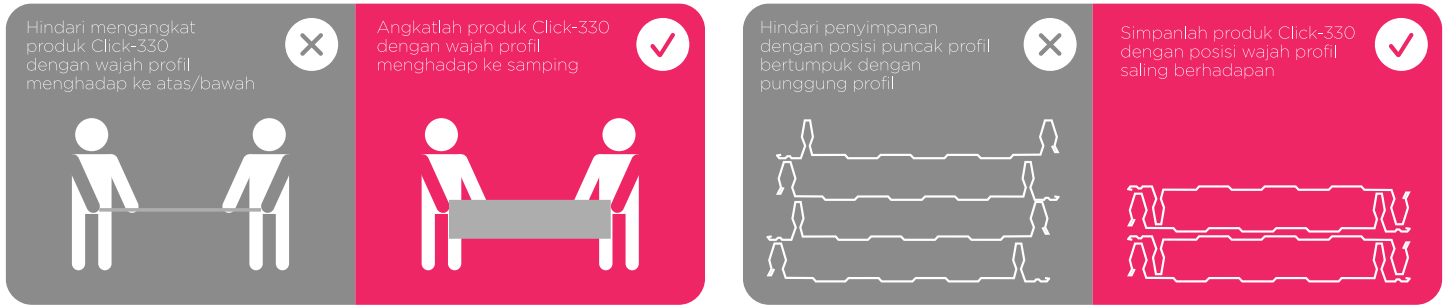 Hindari mengangkat
produk Click-330
dengan wajah profil
menghadap ke atas/bawah
Angkatlah produk Click-330
dengan wajah profil
menghadap ke samping
Hindari penyimpanan
dengan posisi puncak profil
bertumpuk dengan
punggung profil
Simpanlah produk Click-330
dengan posisi wajah profil
saling berhadapan